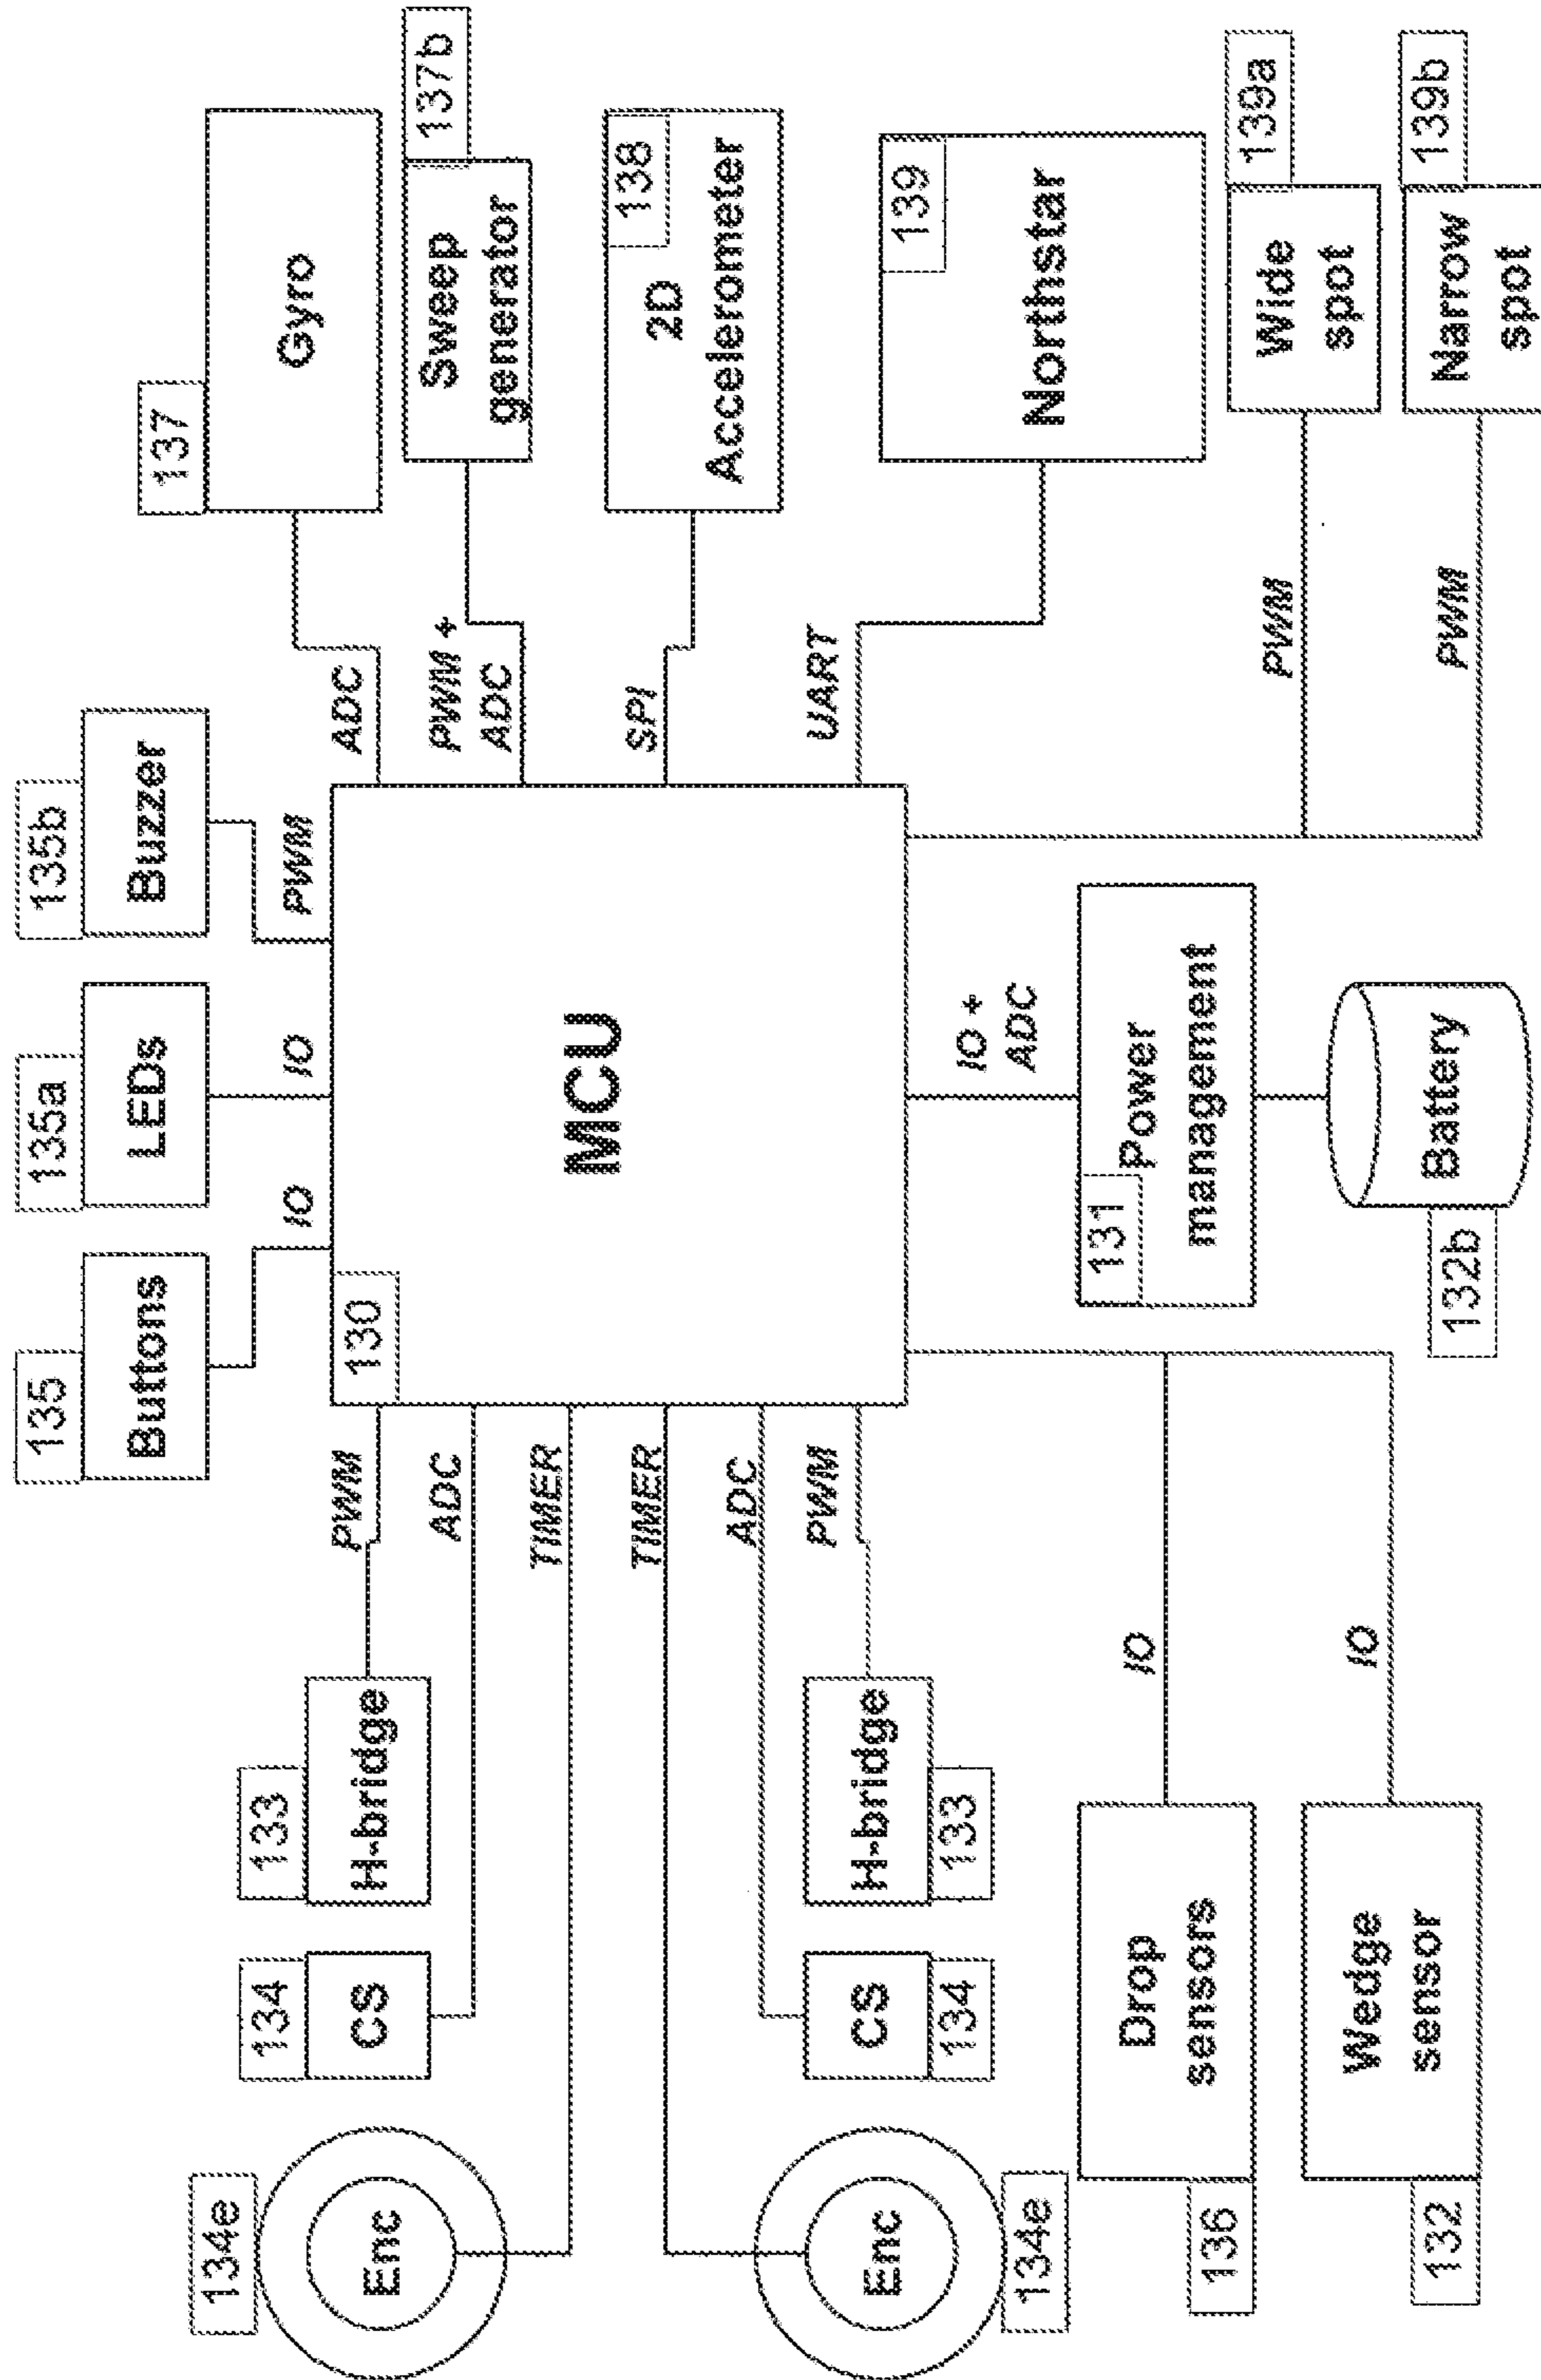 135
Buttons
IO
135a
LEDs
IO
135b
Buzzer
PWM
137
Gyro
ADC
137b
Sweep
generator
PWM +
ADC
138
2D
Accelerometer
SPI
139
Northstar
UART
139a
Wide
spot
PWM
139b
Narrow
spot
PWM
130
MCU
PWM
133
H-bridge
ADC
134
CS
TIMER
134e
Enc
TIMER
134e
Enc
ADC
134
CS
PWM
133
H-bridge
IO +
ADC
131
Power
management
132b
Battery
IO
Drop
sensors
136
IO
Wedge
sensor
132